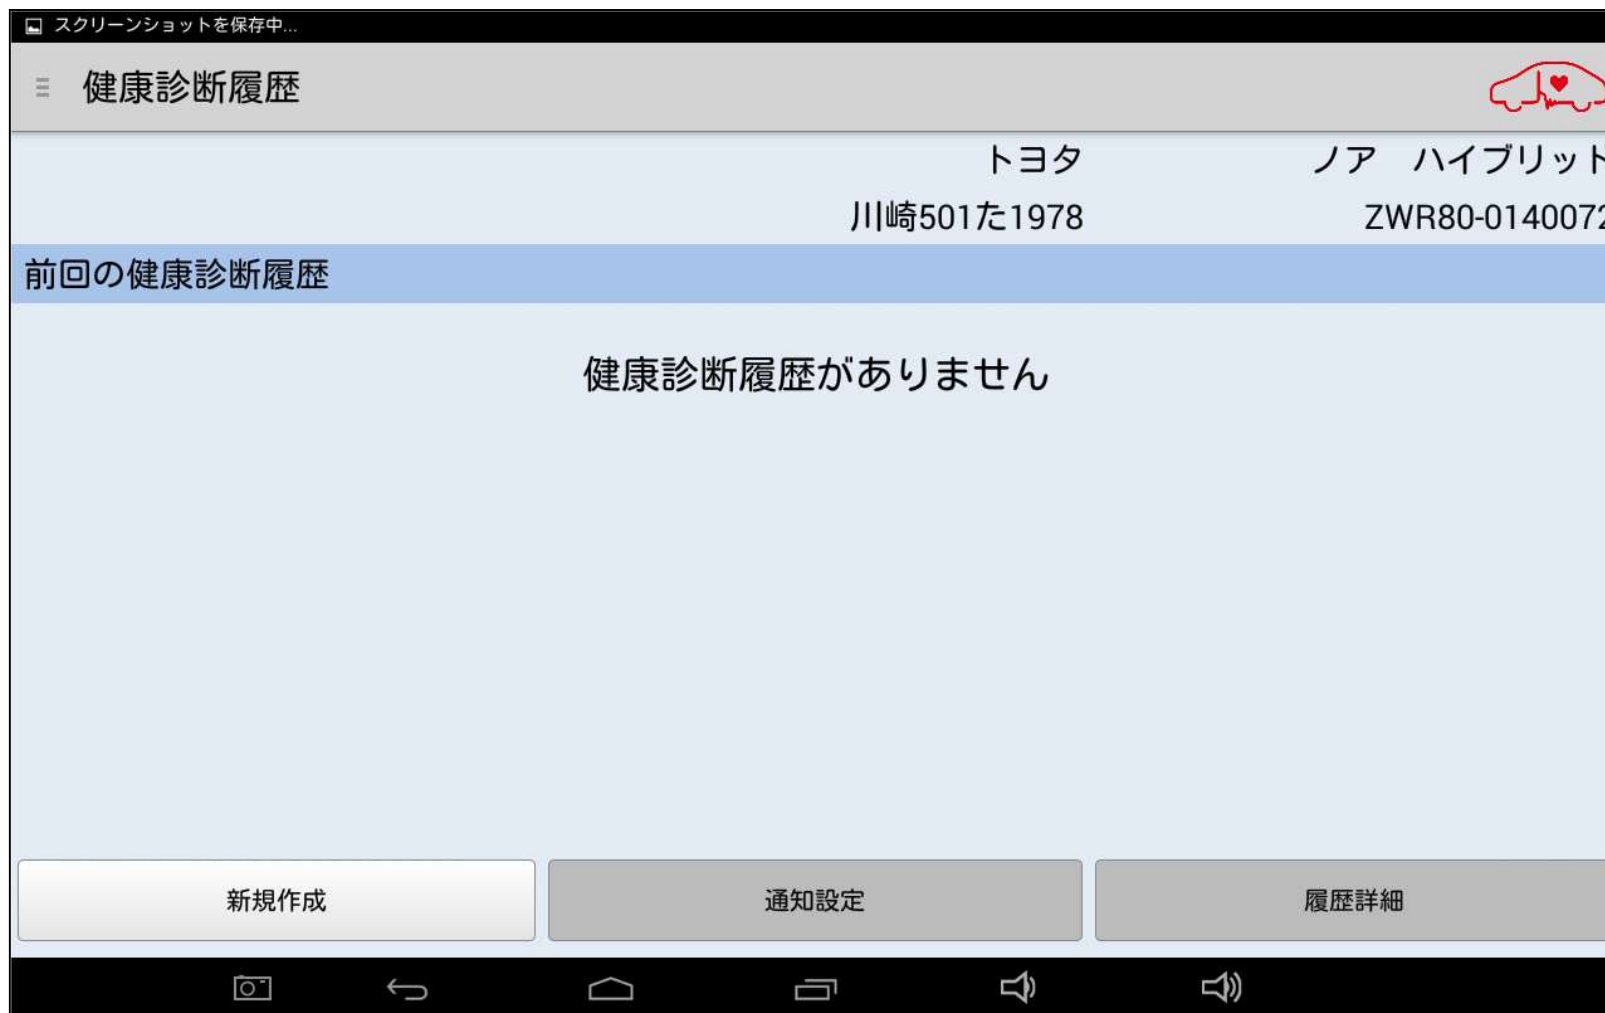 スクリーンショットを保存中...
健康診断履歴
トヨタ ノア ハイブリッド
川崎501た1978 ZWR80-0140072
前回の健康診断履歴
健康診断履歴がありません
新規作成 通知設定 履歴詳細